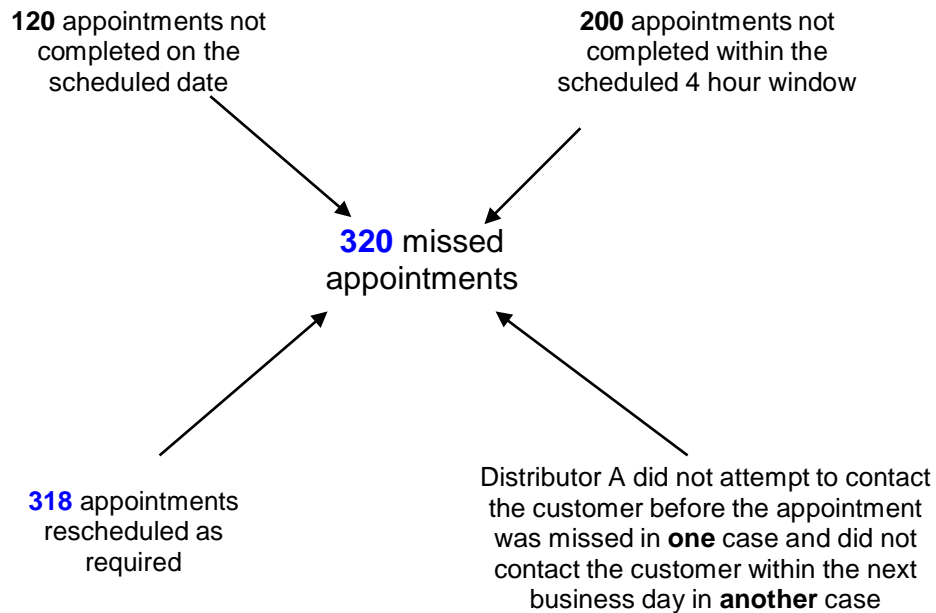 120 appointments not
completed on the
scheduled date
200 appointments not
completed within the
scheduled 4 hour window
320 missed
appointments
318 appointments
rescheduled as
required
Distributor A did not attempt to contact
the customer before the appointment
was missed in one case and did not
contact the customer within the next
business day in another case